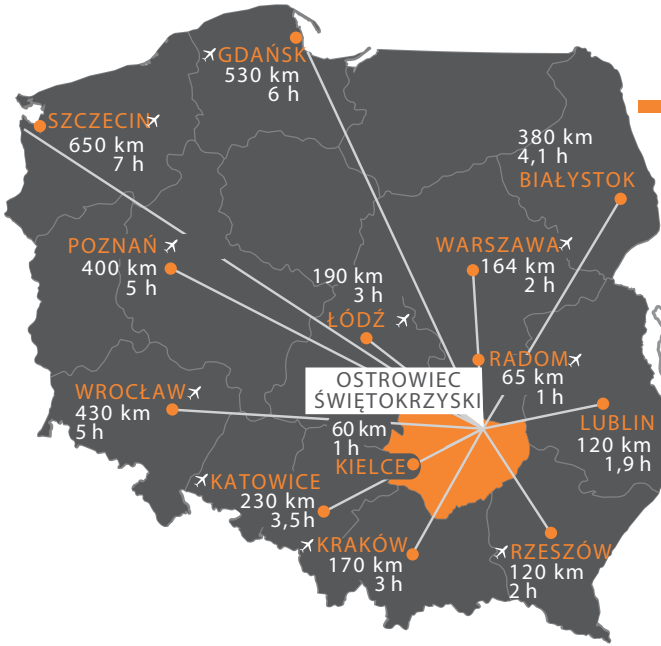 GDAŃSK
530 km
6 h
SZCZECIN
650 km
7 h
380 km
4,1 h
BIAŁYSTOK
POZNAŃ
400 km
5 h
WARSZAWA
164 km
2 h
190 km
3 h
ŁÓDŹ
RADOM
65 km
1 h
OSTROWIEC
ŚWIĘTOKRZYSKI
WROCŁAW
430 km
5 h
60 km
1 h
KIELCE
LUBLIN
120 km
1,9 h
KATOWICE
230 km
3,5 h
KRAKÓW
170 km
3 h
RZESZÓW
120 km
2 h